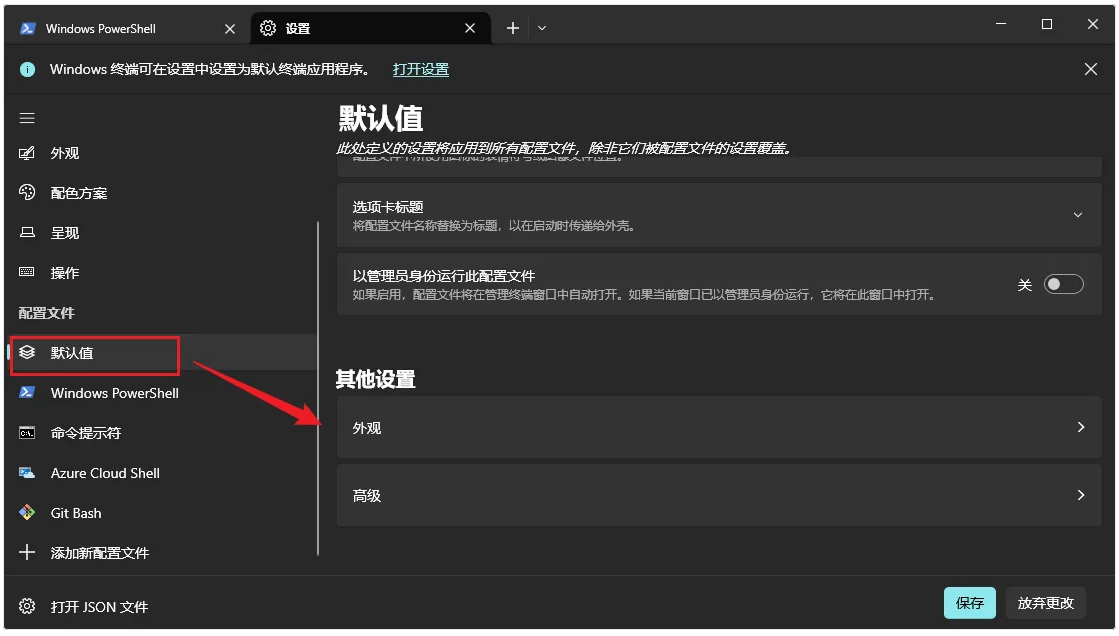 Windows PowerShell
设置
Windows 终端可在设置中设置为默认终端应用程序。 打开设置
外观
配色方案
呈现
操作
配置文件
默认值
Windows PowerShell
命令提示符
Azure Cloud Shell
Git Bash
添加新配置文件
打开 JSON 文件
默认值
此处定义的设置将应用到所有配置文件，除非它们被配置文件的设置覆盖。
选项卡标题
将配置文件名称替换为标题，以在启动时传递给外壳。
以管理员身份运行此配置文件
如果启用，配置文件将在管理终端窗口中自动打开。如果当前窗口已以管理员身份运行，它将在此窗口中打开。
关
其他设置
外观
高级
保存
放弃更改